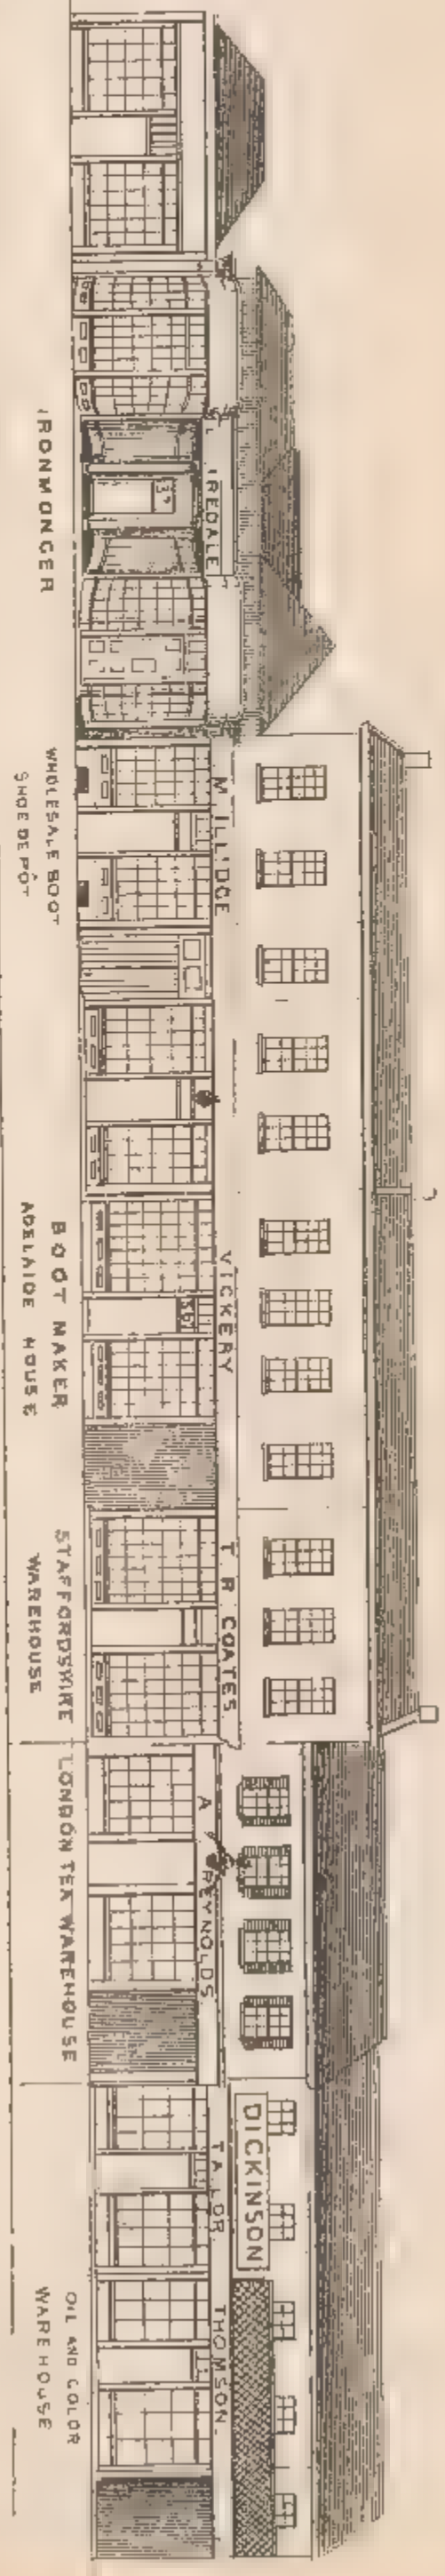 L IREDALE
MILLIDGE
VICKERY
T R COATES
A REYNOLDS
DICKINSON
TAILOR
THOMSON.
IRONMONGER
WHOLESALE BOOT
SHOE DEPÔT
BOOT MAKER
ADELAIDE HOUSE
STAFFORDSHIRE
WAREHOUSE
LONDON TEA WAREHOUSE
OIL AND COLOR
WAREHOUSE